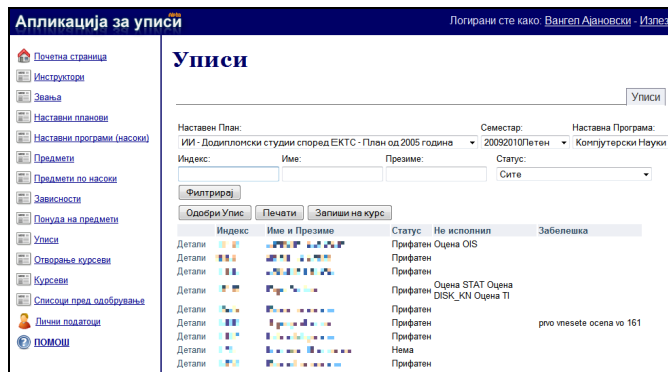 Апликација за уписи
Логирани сте како: Вангел Ајановски - Излез
Почетна страница
Инструктори
Звања
Наставни планови
Наставни програми (насоки)
Предмети
Предмети по насоки
Зависности
Понуда на предмети
Уписи
Отворање курсеви
Курсеви
Списоци пред одобрување
Лични податоци
ПОМОШ
Уписи
Уписи
Наставен План: Семестар: Наставна Програма:
ИИ - Додипломски студии според ЕКТС - План од 2005 година 20092010Летен Компјутерски Науки
Индекс: Име: Презиме: Статус:
Сите
Филтрирај
Одобри Упис Печати Запиши на курс
Индекс Име и Презиме Статус Не исполнил Забелешка
Детали Прифатен Оцена OIS
Детали Прифатен
Детали Прифатен
Детали Прифатен Оцена STAT Оцена
DISK_KN Оцена TI
Детали Прифатен
Детали Прифатен prvo vnesete ocena vo 161
Детали Нема
Детали Прифатен